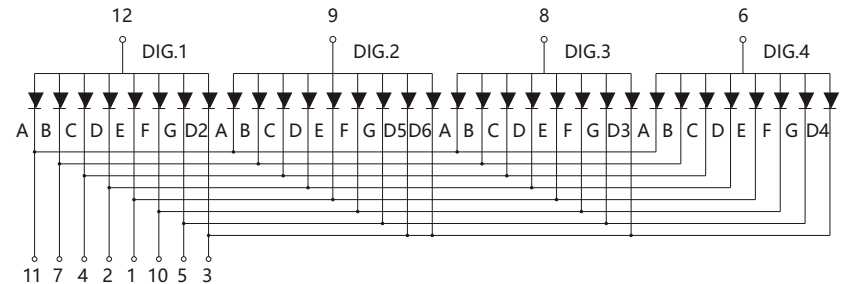 12 9 8 6
DIG.1 DIG.2 DIG.3 DIG.4
A B C D E F G D2 A B C D E F G D5 D6 A B C D E F G D3 A B C D E F G D4
11 7 4 2 1 10 5 3